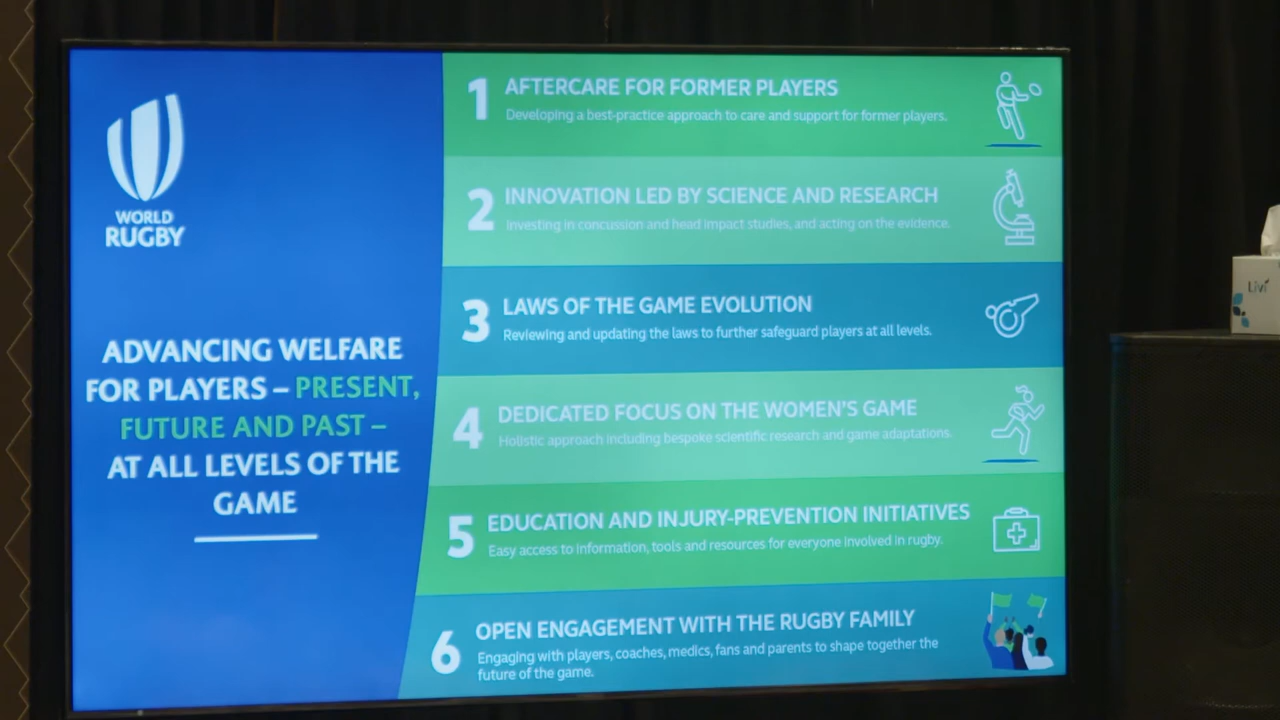 WORLD
RUGBY
ADVANCING WELFARE
FOR PLAYERS – PRESENT,
FUTURE AND PAST –
AT ALL LEVELS OF THE
GAME
1
AFTERCARE FOR FORMER PLAYERS
Developing a best-practice approach to care and support for former players.
2
INNOVATION LED BY SCIENCE AND RESEARCH
Investing in concussion and head impact studies, and acting on the evidence.
3
LAWS OF THE GAME EVOLUTION
Reviewing and updating the laws to further safeguard players at all levels.
4
DEDICATED FOCUS ON THE WOMEN'S GAME
Holistic approach including bespoke scientific research and game adaptations.
5
EDUCATION AND INJURY-PREVENTION INITIATIVES
Easy access to information, tools and resources for everyone involved in rugby.
6
OPEN ENGAGEMENT WITH THE RUGBY FAMILY
Engaging with players, coaches, medics, fans and parents to shape together the
future of the game.
Livi